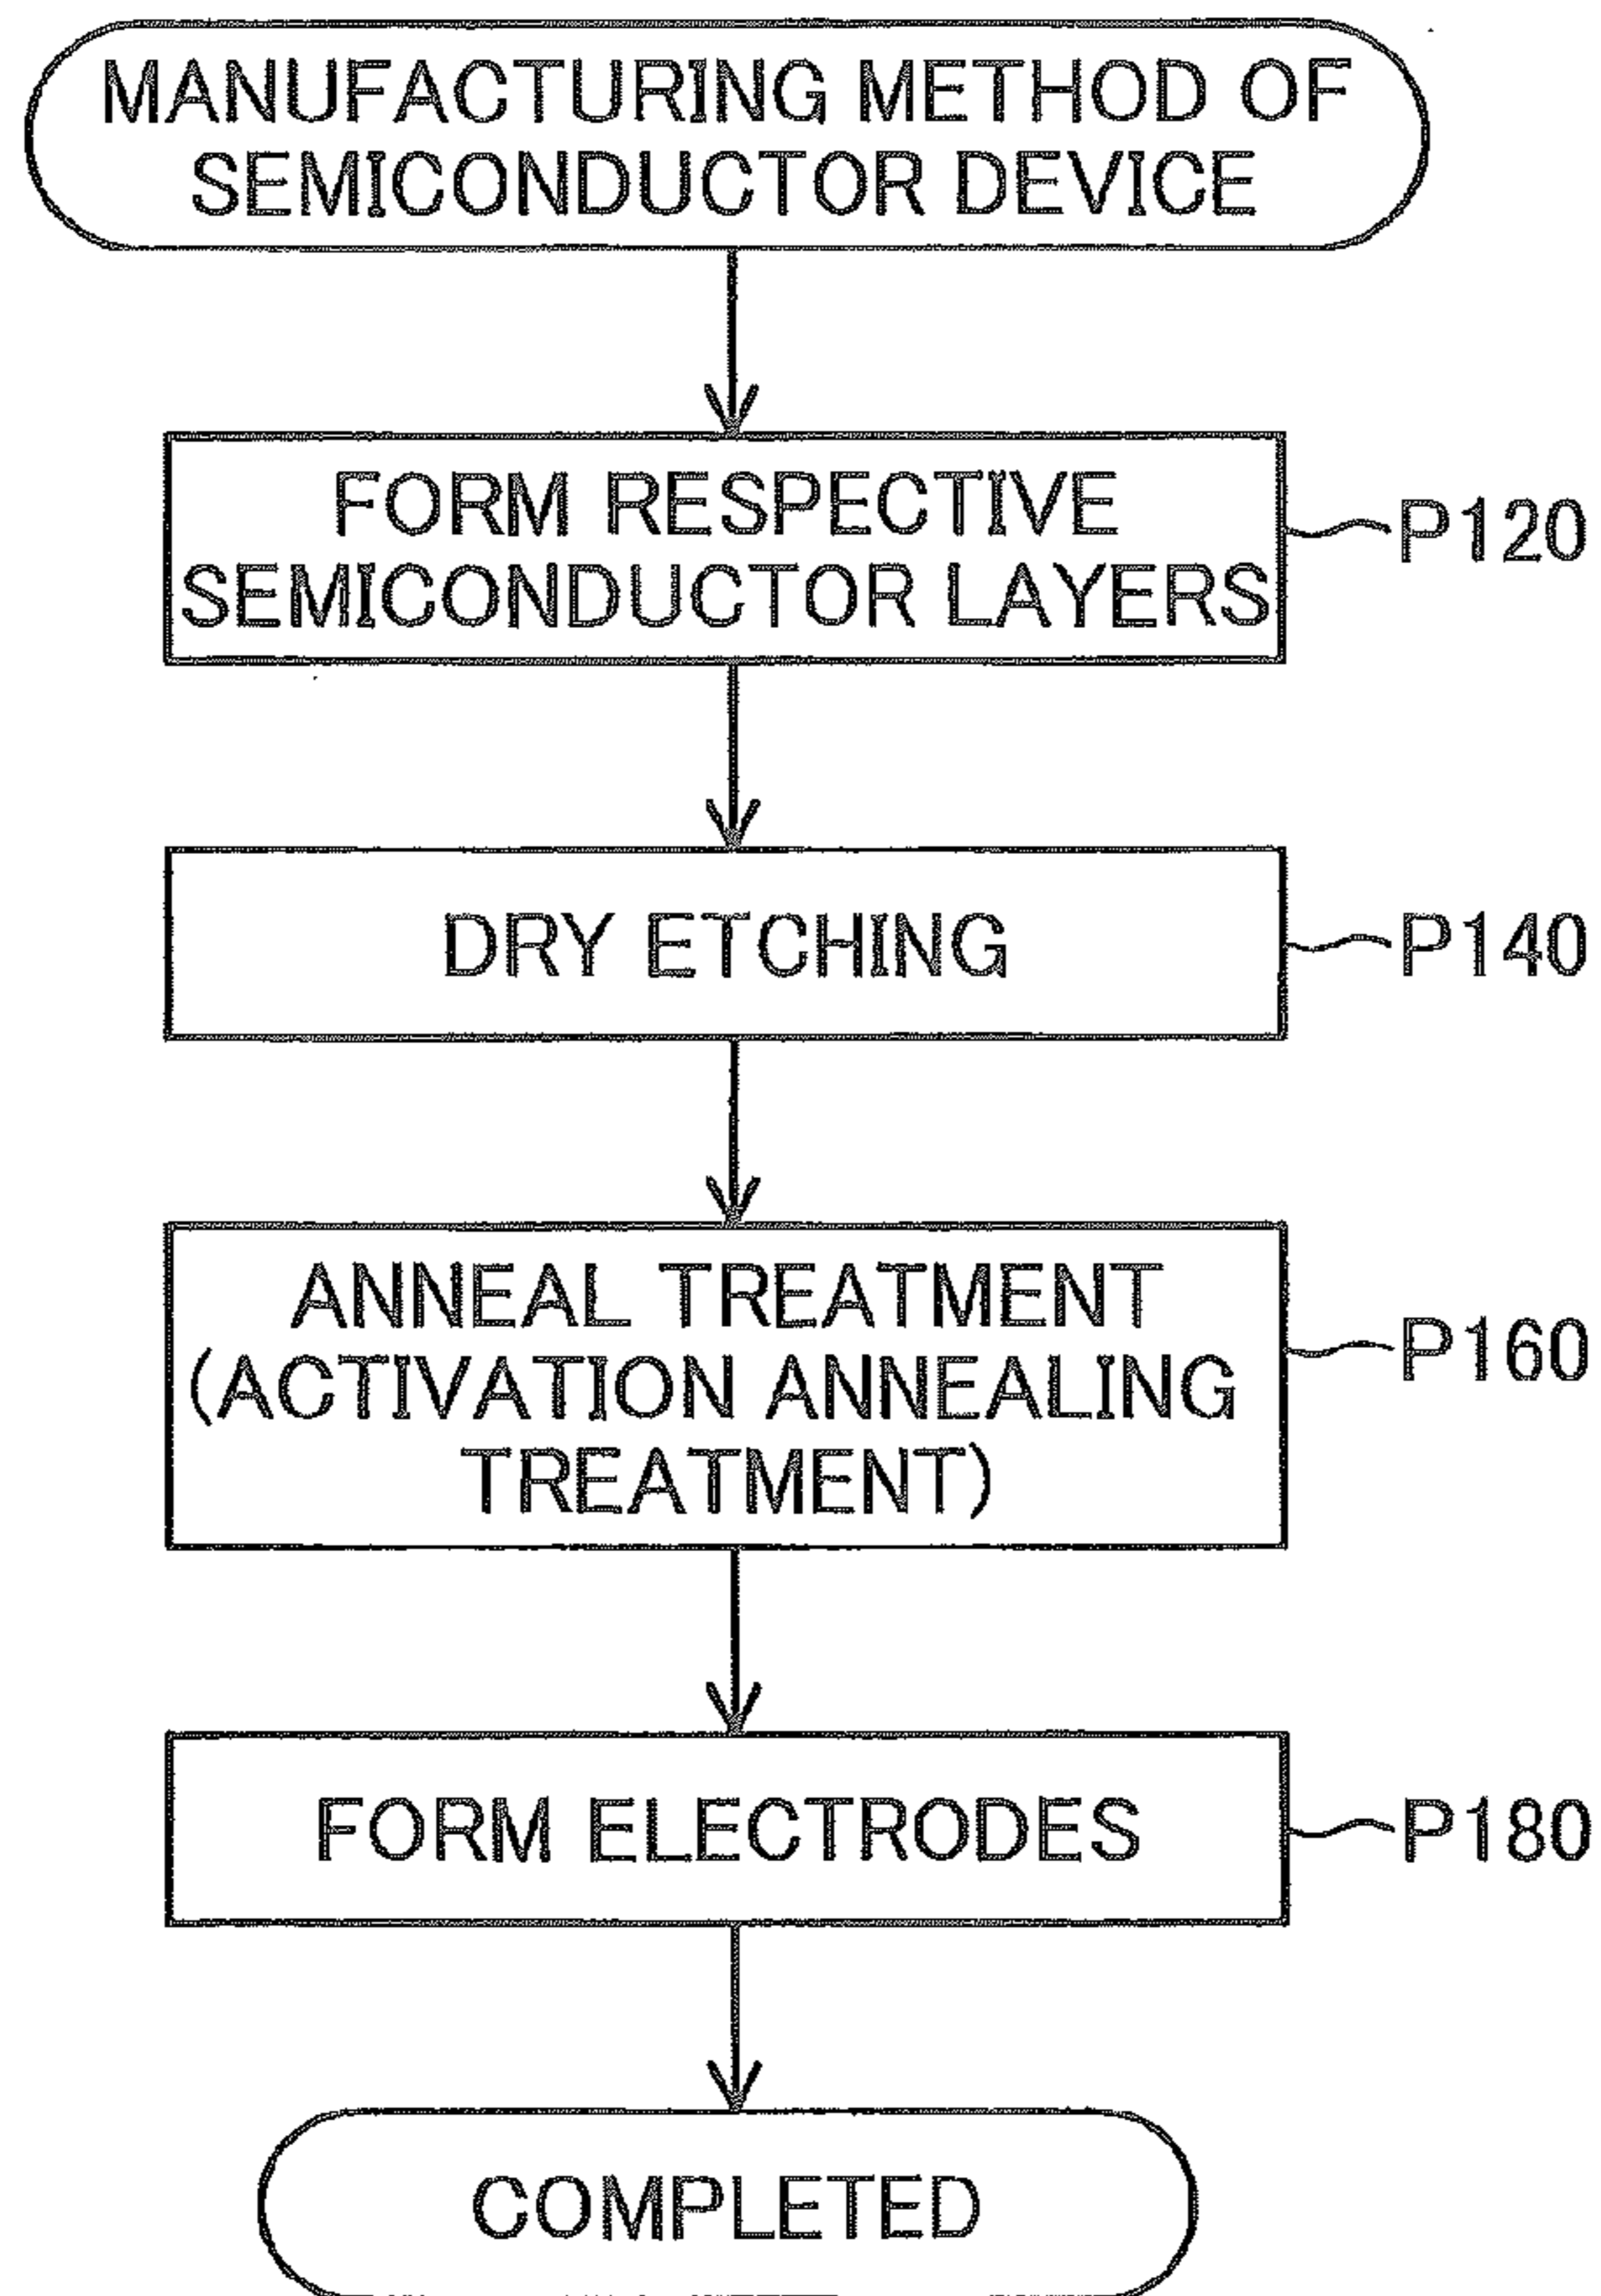 MANUFACTURING METHOD OF
SEMICONDUCTOR DEVICE
FORM RESPECTIVE
SEMICONDUCTOR LAYERS
P120
DRY ETCHING
P140
ANNEAL TREATMENT
(ACTIVATION ANNEALING
TREATMENT)
P160
FORM ELECTRODES
P180
COMPLETED